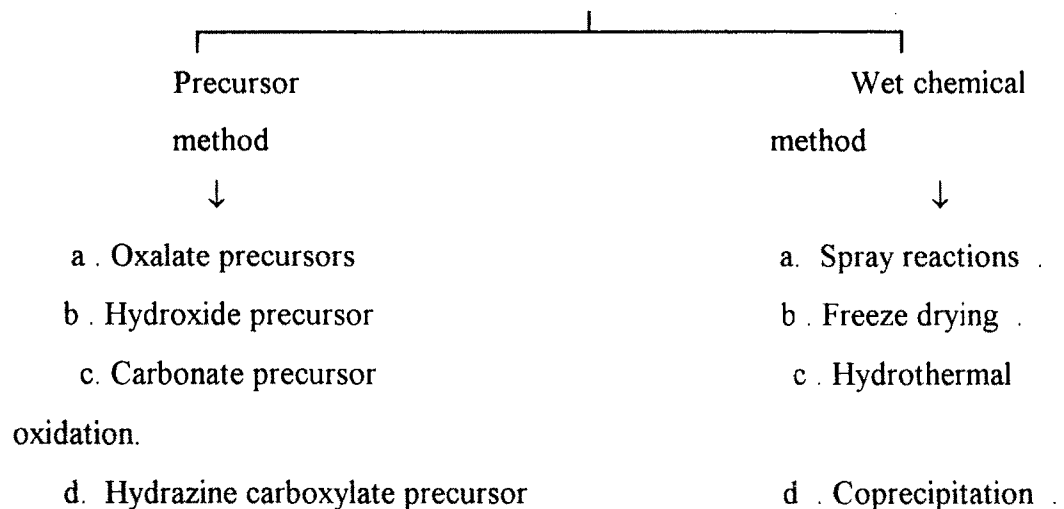 Precursor Wet chemical
method method
↓ ↓
a . Oxalate precursors a. Spray reactions .
b . Hydroxide precursor b . Freeze drying .
c. Carbonate precursor c . Hydrothermal
oxidation.
d. Hydrazine carboxylate precursor d . Coprecipitation .